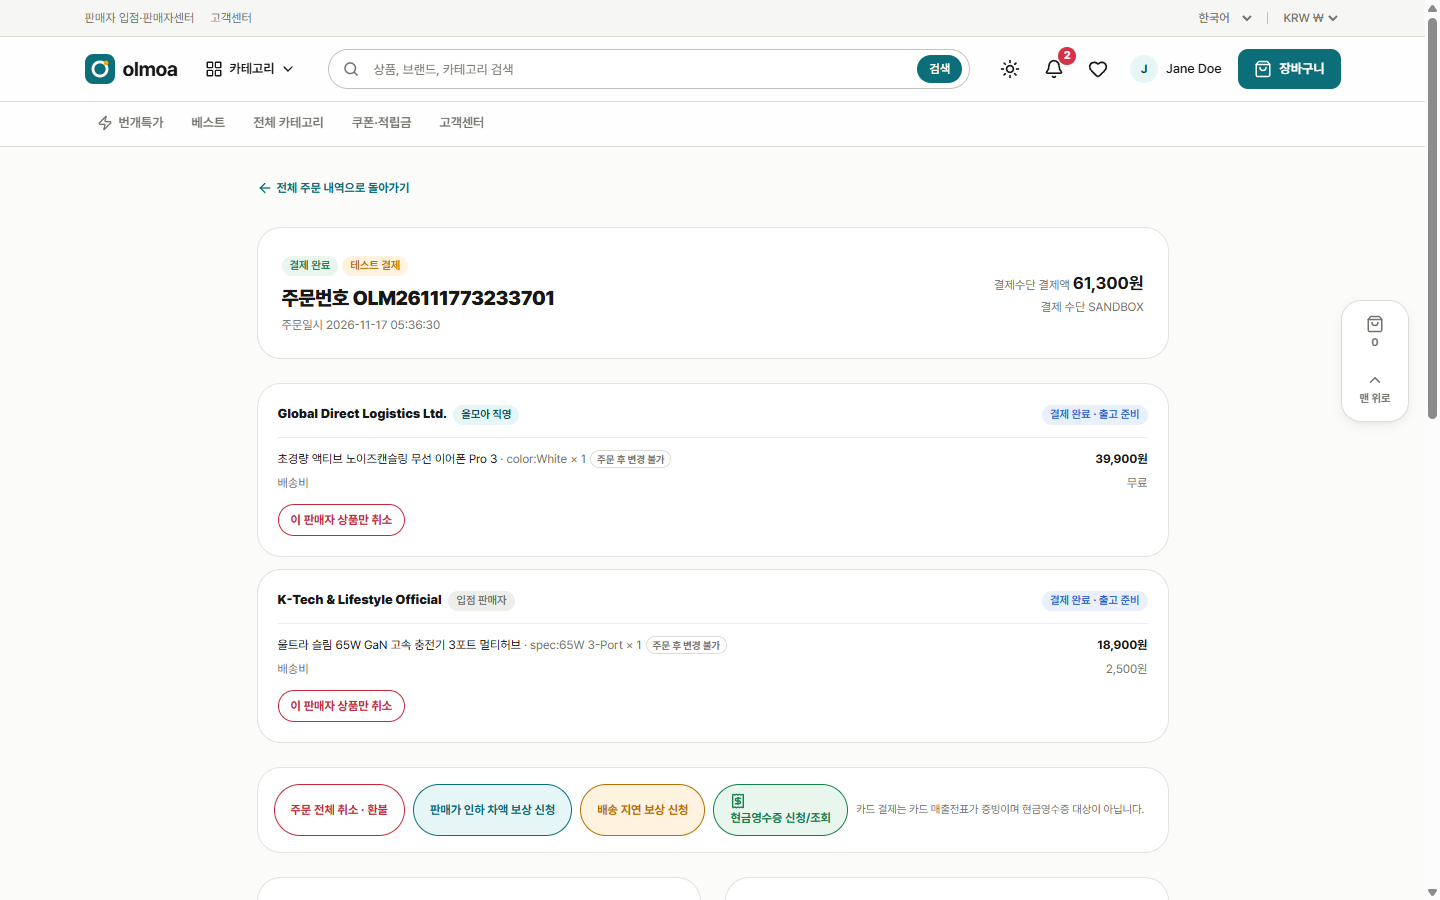 판매자 입점·판매자센터 고객센터 한국어 KRW ₩
olmoa 카테고리 상품, 브랜드, 카테고리 검색 검색 2 J Jane Doe 장바구니
번개특가 베스트 전체 카테고리 쿠폰·적립금 고객센터
전체 주문 내역으로 돌아가기
결제 완료 테스트 결제
주문번호 OLM26111773233701
주문일시 2026-11-17 05:36:30
결제수단 결제액 61,300원
결제 수단 SANDBOX
0
맨 위로
Global Direct Logistics Ltd. 올모아 직영 결제 완료 · 출고 준비
초경량 액티브 노이즈캔슬링 무선 이어폰 Pro 3 · color:White × 1 주문 후 변경 불가 39,900원
배송비 무료
이 판매자 상품만 취소
K-Tech & Lifestyle Official 입점 판매자 결제 완료 · 출고 준비
울트라 슬림 65W GaN 고속 충전기 3포트 멀티허브 · spec:65W 3-Port × 1 주문 후 변경 불가 18,900원
배송비 2,500원
이 판매자 상품만 취소
주문 전체 취소 · 환불 판매가 인하 차액 보상 신청 배송 지연 보상 신청 현금영수증 신청/조회 카드 결제는 카드 매출전표가 증빙이며 현금영수증 대상이 아닙니다.